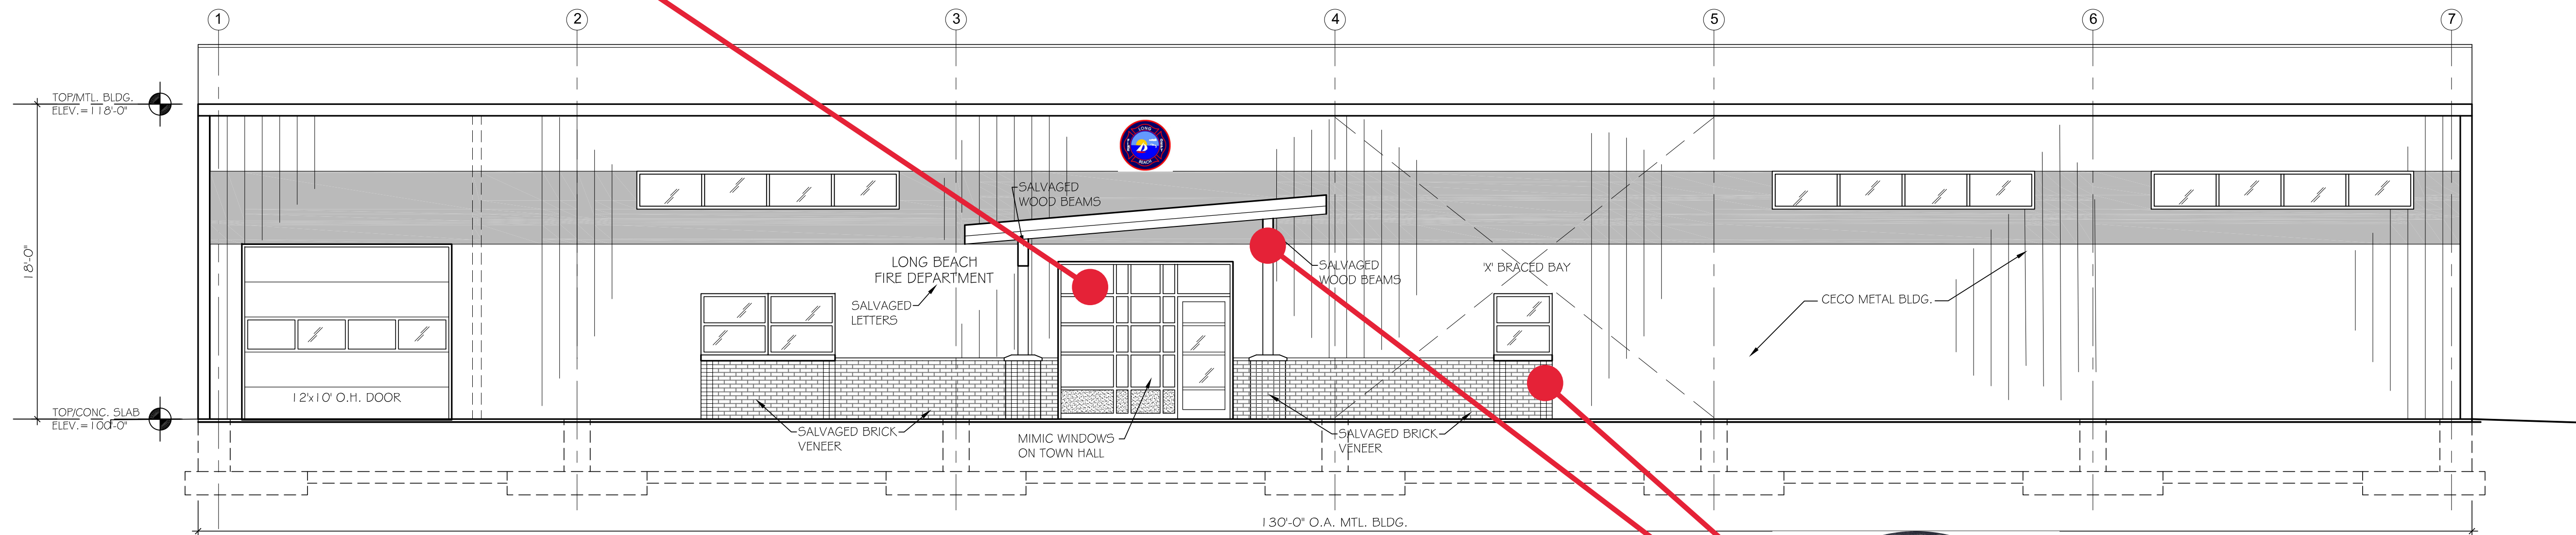 1 2 3 4 5 6 7
TOP/MTL. BLDG.
ELEV. = 118'-0"
LONG
BEACH
SALVAGED
WOOD BEAMS
18'-0"
LONG BEACH
FIRE DEPARTMENT
SALVAGED
LETTERS
SALVAGED
WOOD BEAMS
'X' BRACED BAY
CECO METAL BLDG.
12'x10' O.H. DOOR
TOP/CONC. SLAB
ELEV. = 100'-0"
SALVAGED BRICK
VENEER
MIMIC WINDOWS
ON TOWN HALL
SALVAGED BRICK
VENEER
130'-0" O.A. MTL. BLDG.